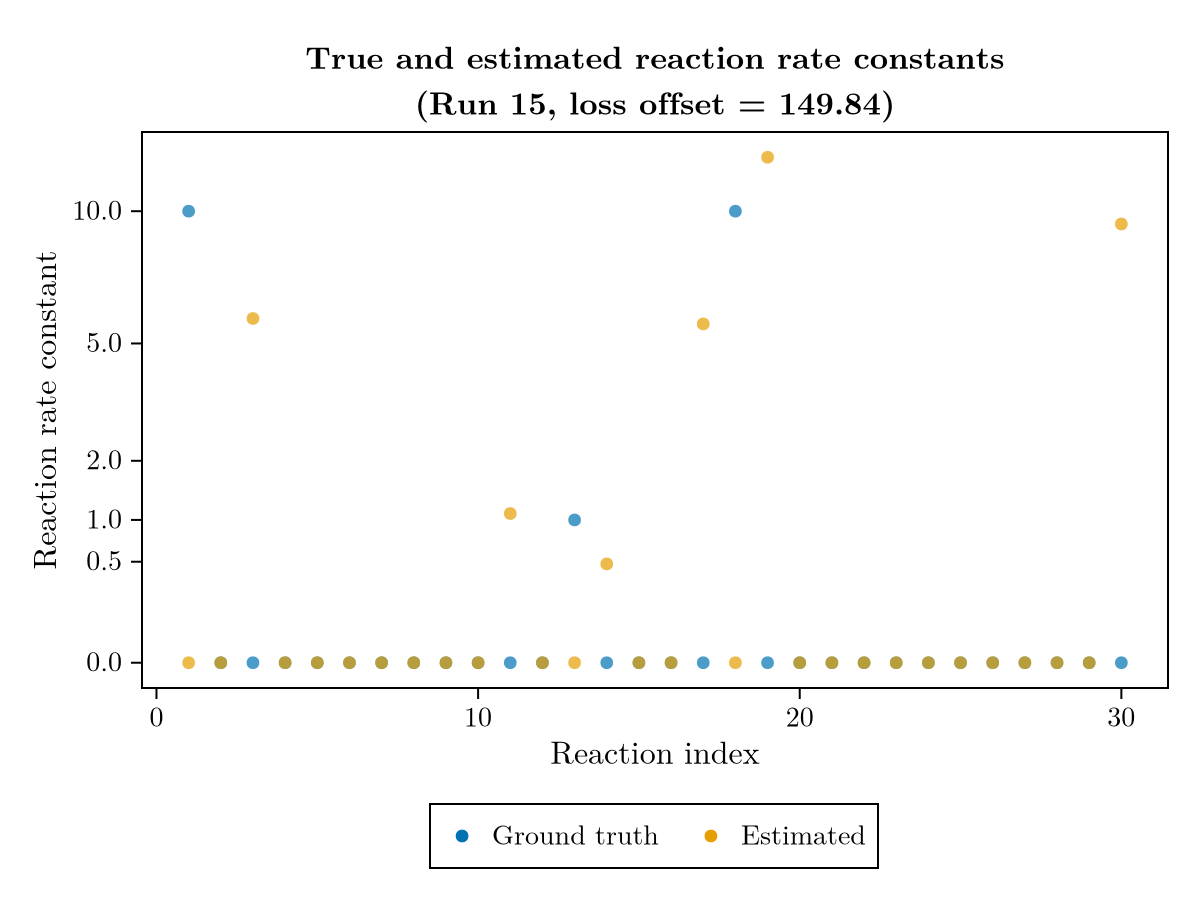 True and estimated reaction rate constants
(Run 15, loss offset = 149.84)
Reaction rate constant
10.0
5.0
2.0
1.0
0.5
0.0
0 10 20 30
Reaction index
Ground truth Estimated